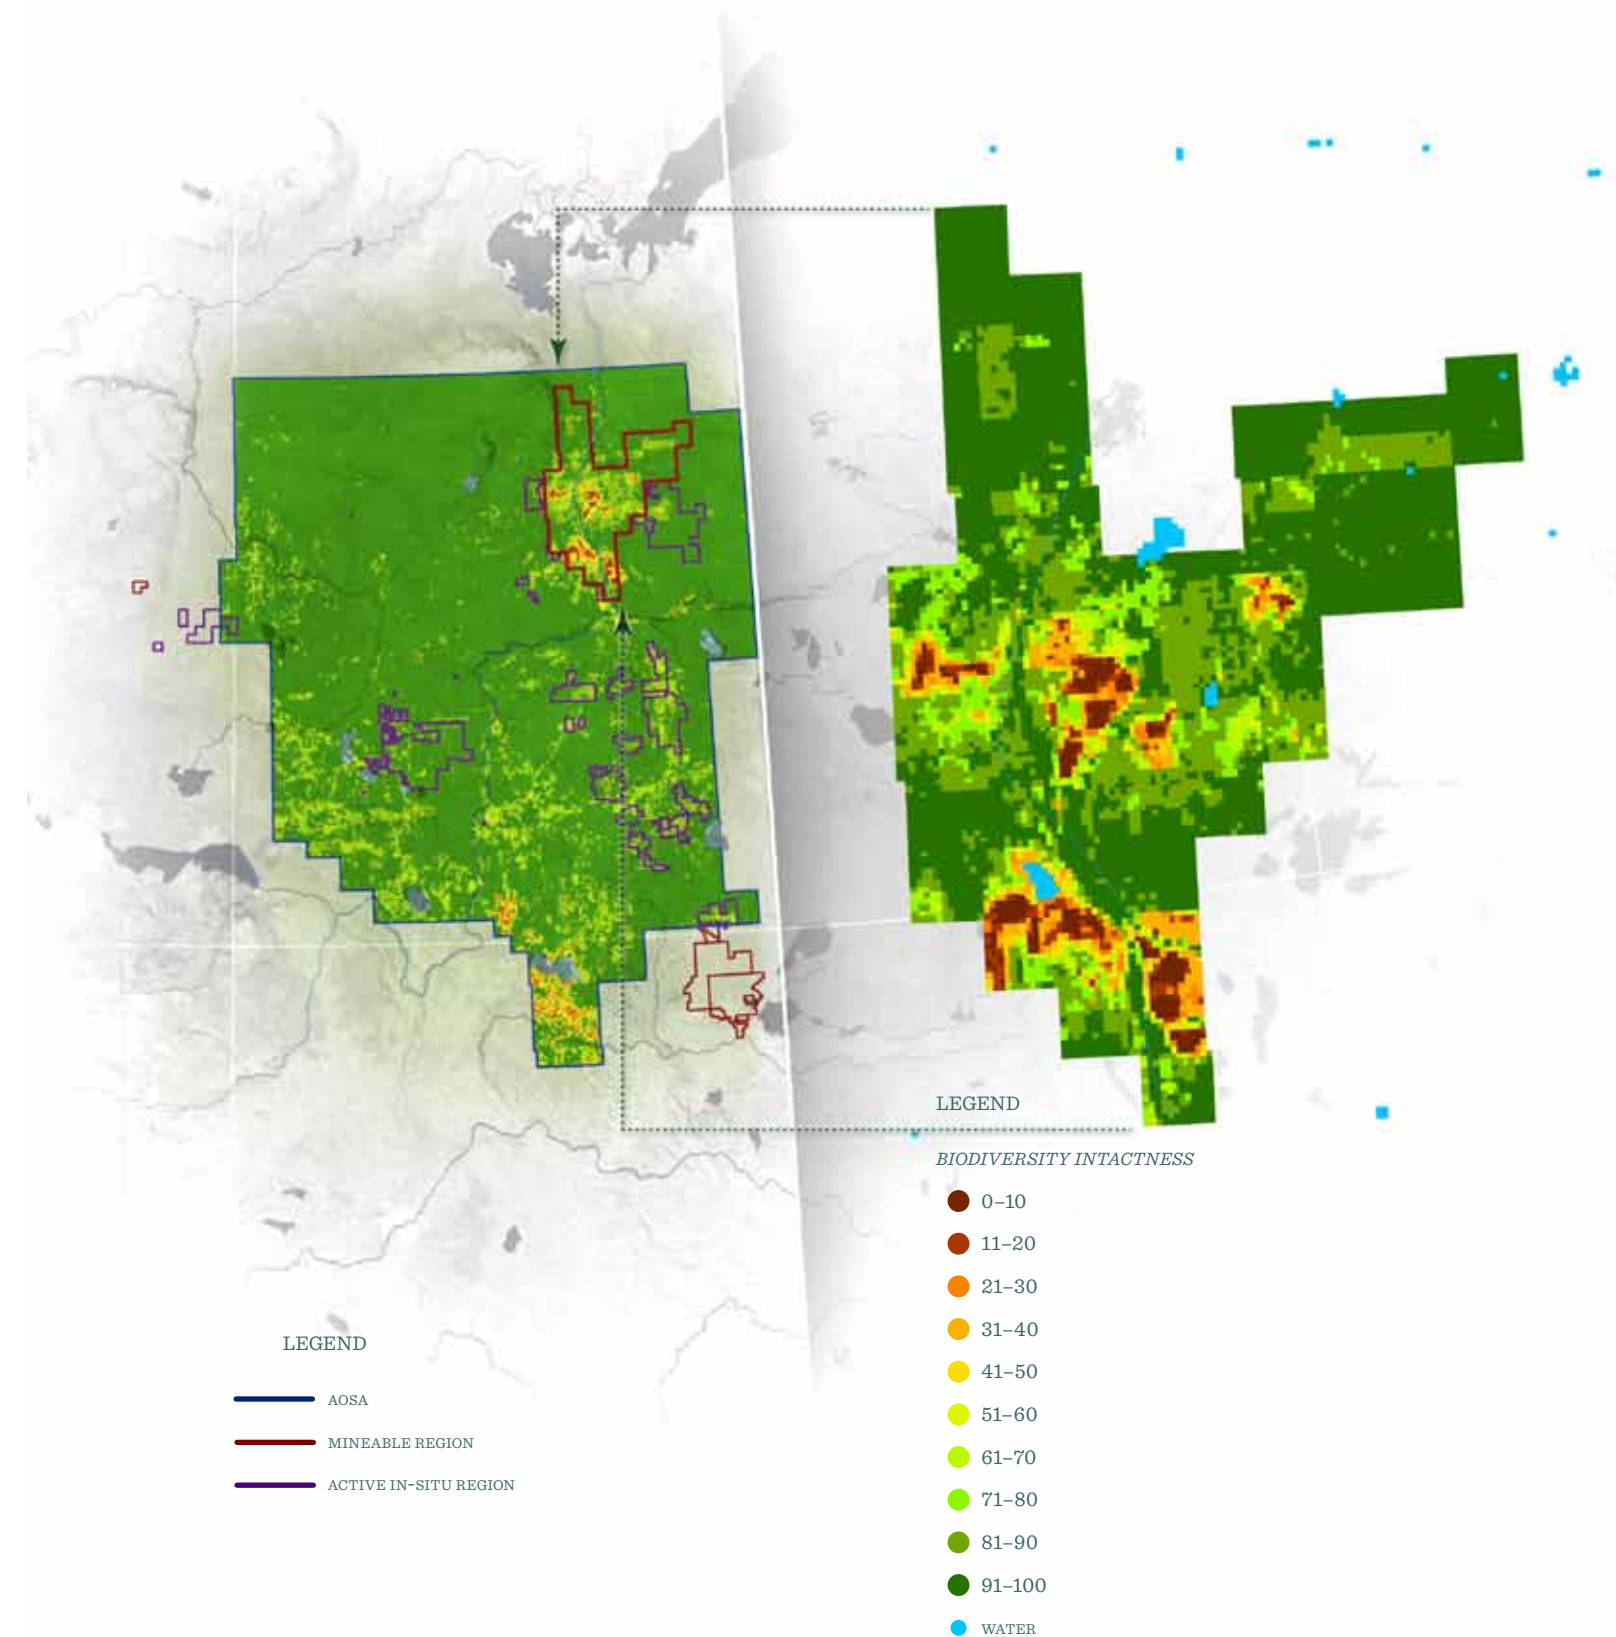 LEGEND
AOSA
MINEABLE REGION
ACTIVE IN-SITU REGION
LEGEND
BIODIVERSITY INTACTNESS
0–10
11–20
21–30
31–40
41–50
51–60
61–70
71–80
81–90
91–100
WATER